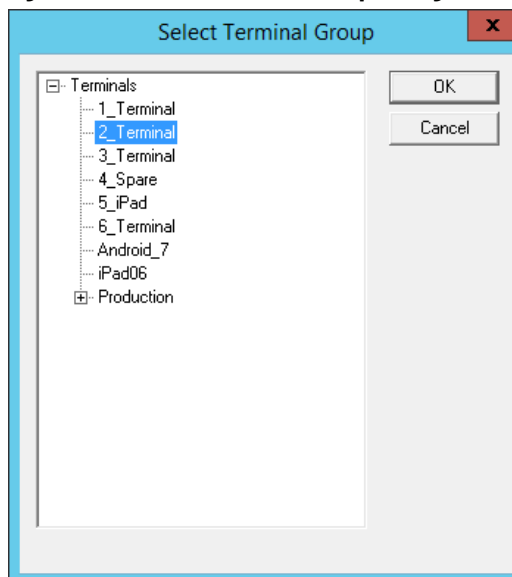 Select Terminal Group
x
Terminals
1_Terminal
2_Terminal
3_Terminal
4_Spare
5_iPad
6_Terminal
Android_7
iPad06
Production
OK
Cancel